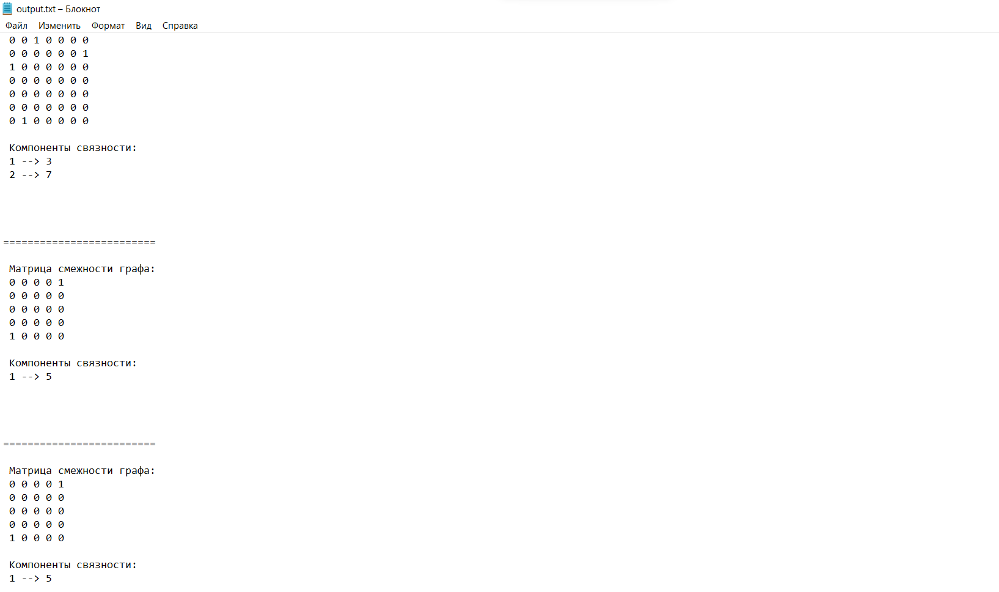 output.txt – Блокнот
Файл Изменить Формат Вид Справка
0 0 1 0 0 0 0
0 0 0 0 0 0 1
1 0 0 0 0 0 0
0 0 0 0 0 0 0
0 0 0 0 0 0 0
0 0 0 0 0 0 0
0 1 0 0 0 0 0
Компоненты связности:
1 --> 3
2 --> 7
=========================
Матрица смежности графа:
0 0 0 0 1
0 0 0 0 0
0 0 0 0 0
0 0 0 0 0
1 0 0 0 0
Компоненты связности:
1 --> 5
=========================
Матрица смежности графа:
0 0 0 0 1
0 0 0 0 0
0 0 0 0 0
0 0 0 0 0
1 0 0 0 0
Компоненты связности:
1 --> 5